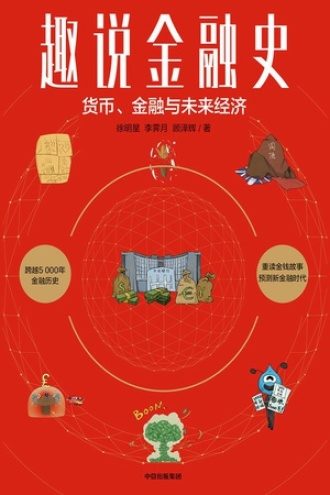 趣说金融史
货币、金融与未来经济
徐明星 李霁月 顾泽辉/著
跨越5 000年
金融历史
重读金钱故事
预测新金融时代
BOOM
中信出版集团